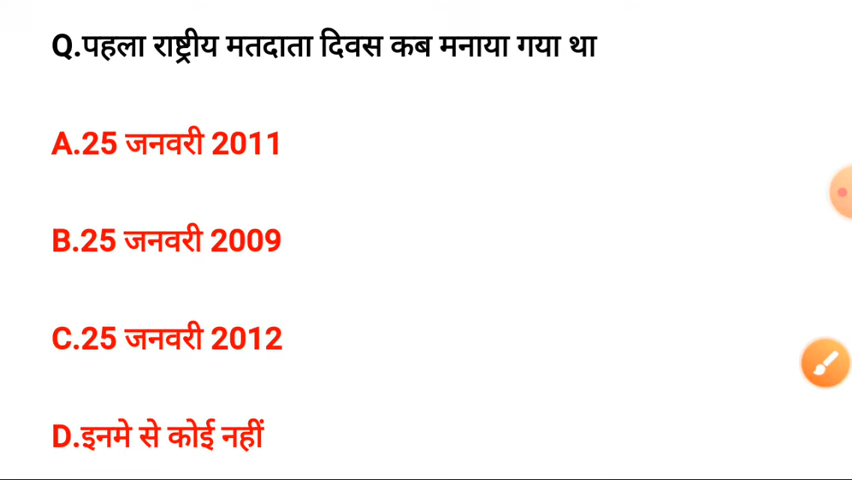 Q.पहला राष्ट्रीय मतदाता दिवस कब मनाया गया था
A.25 जनवरी 2011
B.25 जनवरी 2009
C.25 जनवरी 2012
D.इनमे से कोई नहीं